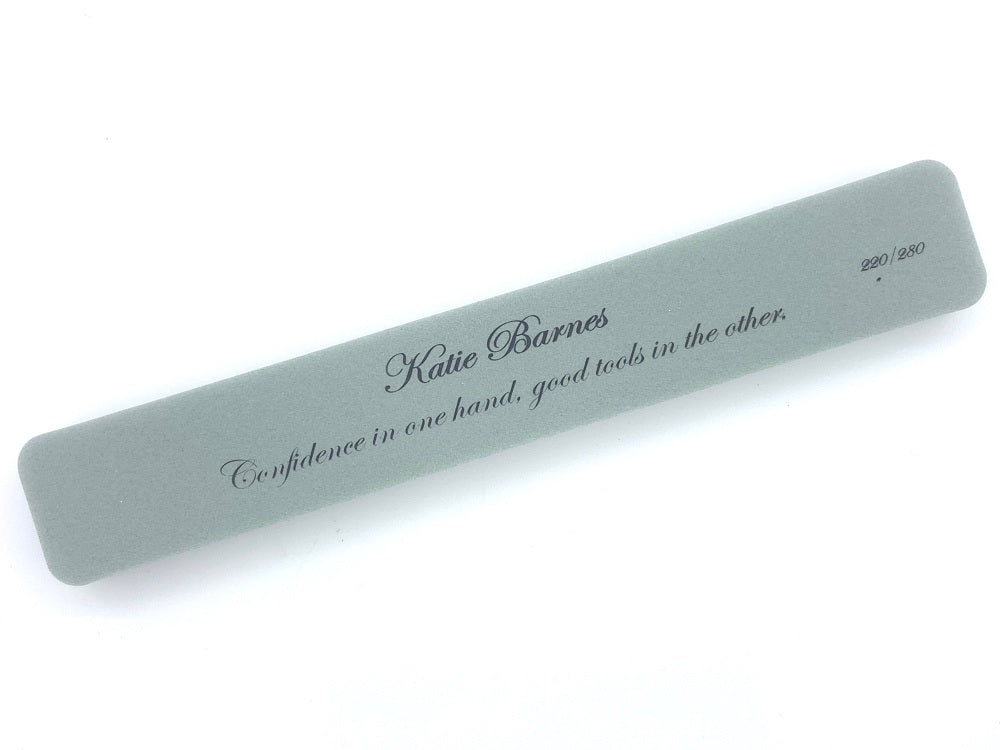 220/280
Katie Barnes
Confidence in one hand, good tools in the other.